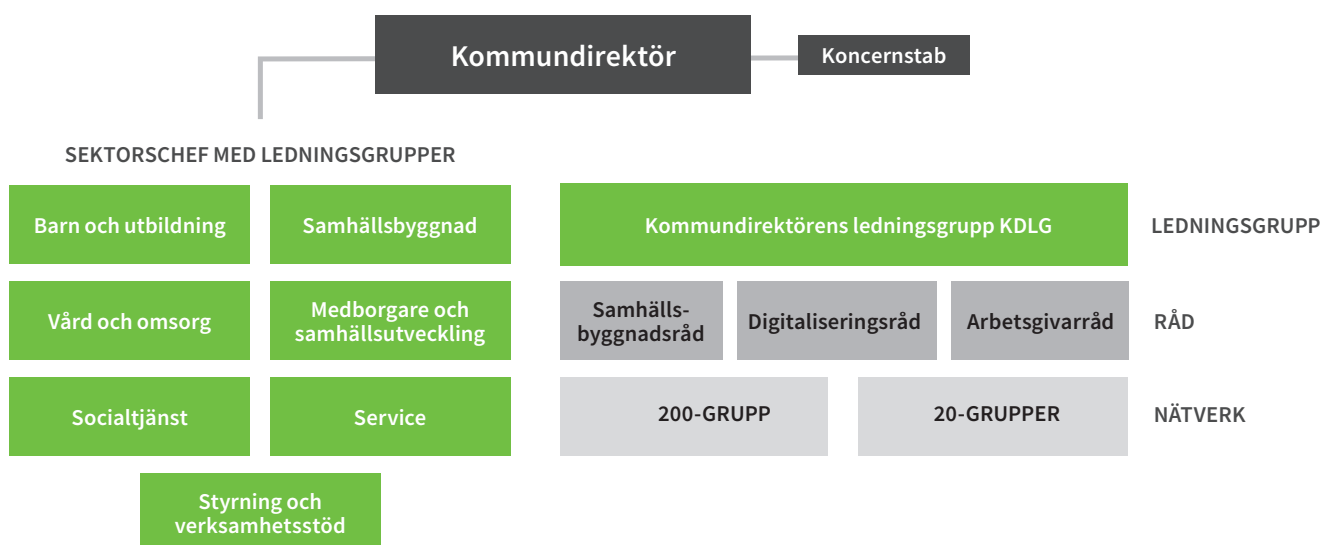 Kommundirektör
Koncernstab
SEKTORSCHEF MED LEDNINGSGRUPPER
Barn och utbildning
Samhällsbyggnad
Vård och omsorg
Medborgare och
samhällsutveckling
Socialtjänst
Service
Styrning och
verksamhetsstöd
Kommundirektörens ledningsgrupp KDLG
LEDNINGSGRUPP
Samhälls-
byggnadsråd
Digitaliseringsråd
Arbetsgivarråd
RÅD
200-GRUPP
20-GRUPPER
NÄTVERK